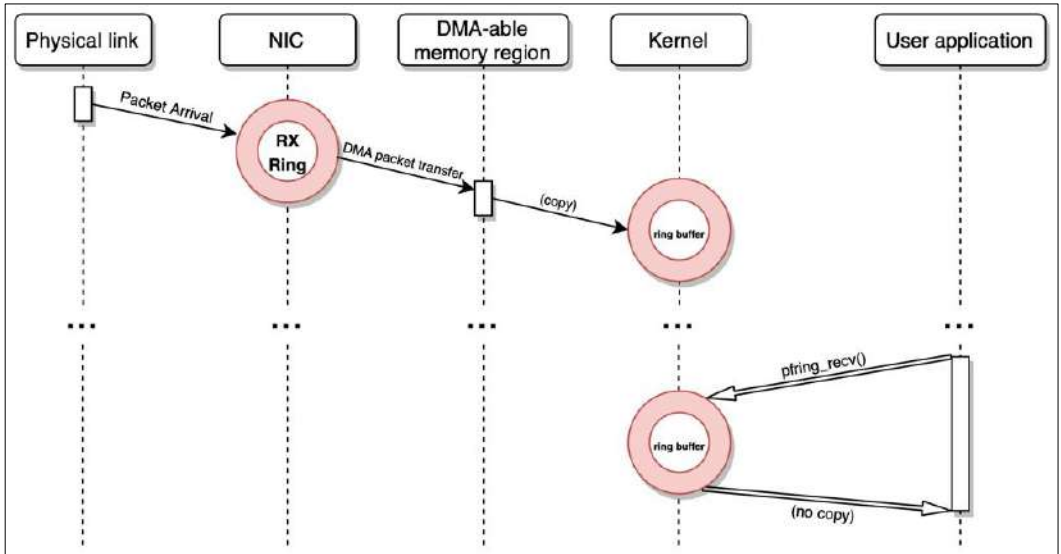 Physical link
NIC
DMA-able
memory region
Kernel
User application
Packet Arrival
RX
Ring
DMA packet transfer
(copy)
ring buffer
...
...
...
...
...
pfring_recv()
ring buffer
(no copy)